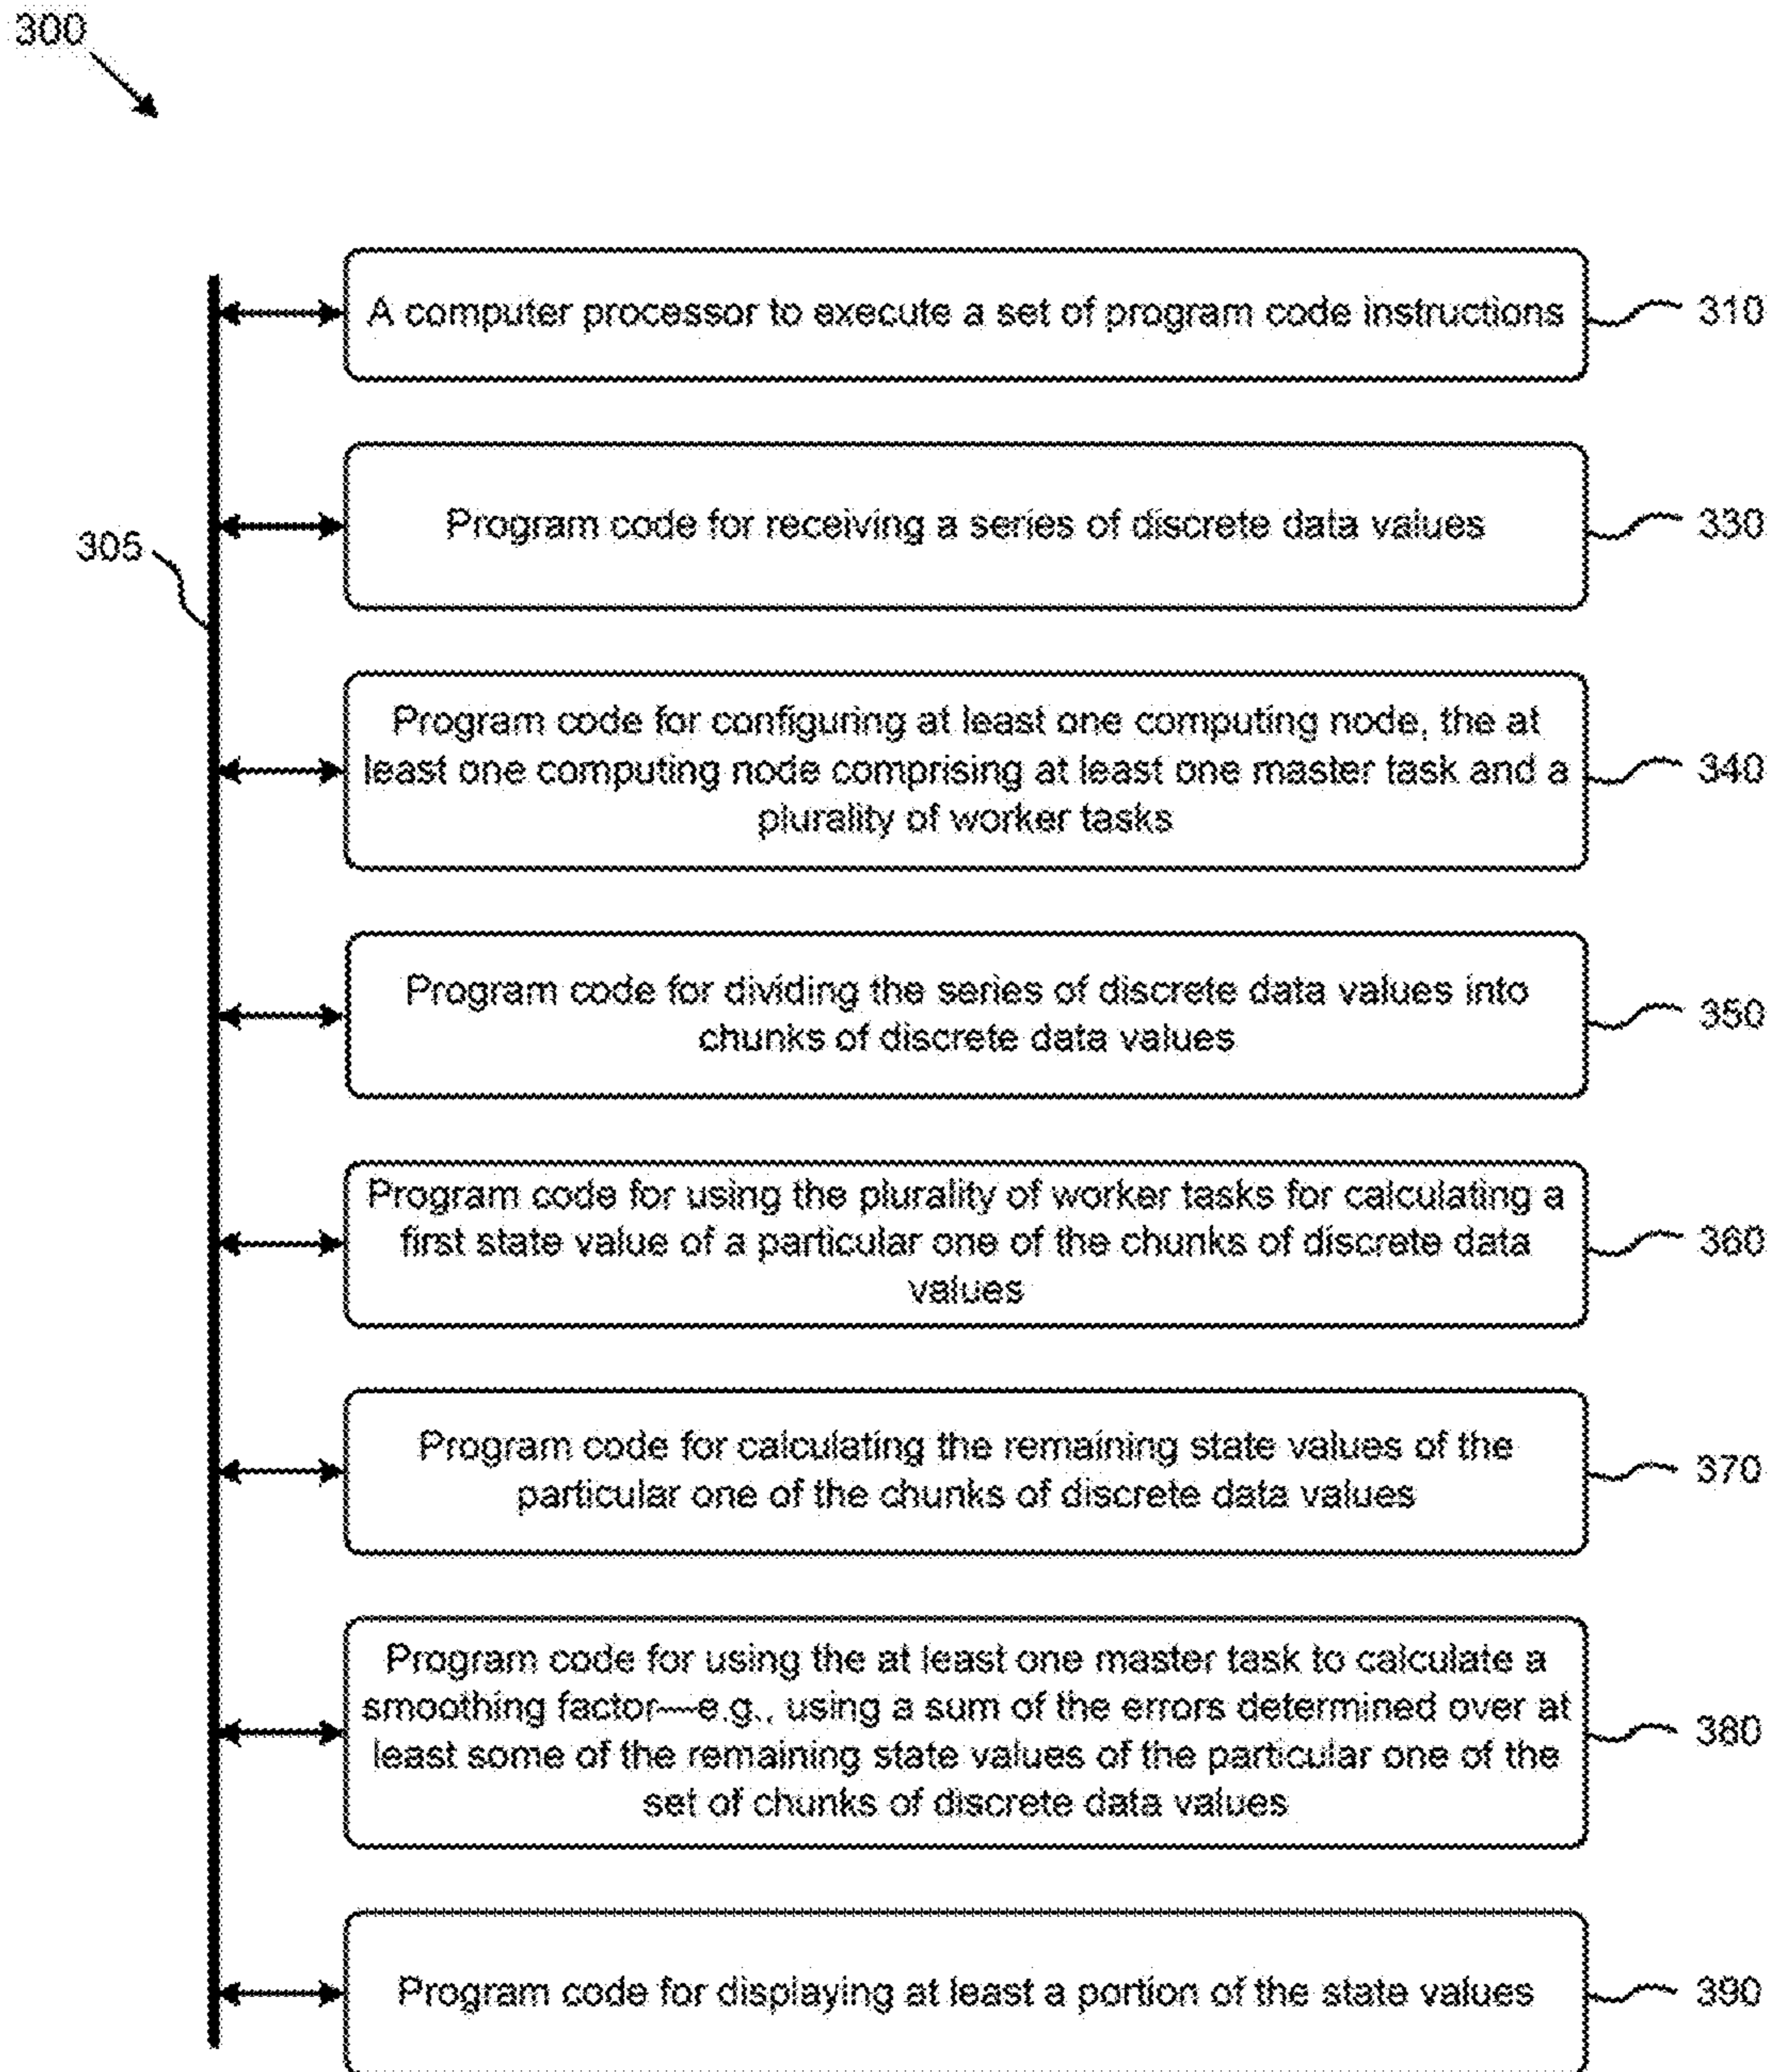 300
A computer processor to execute a set of program code instructions
310
Program code for receiving a series of discrete data values
330
305
Program code for configuring at least one computing node, the at
least one computing node comprising at least one master task and a
plurality of worker tasks
340
Program code for dividing the series of discrete data values into
chunks of discrete data values
350
Program code for using the plurality of worker tasks for calculating a
first state value of a particular one of the chunks of discrete data
values
360
Program code for calculating the remaining state values of the
particular one of the chunks of discrete data values
370
Program code for using the at least one master task to calculate a
smoothing factor—e.g., using a sum of the errors determined over at
least some of the remaining state values of the particular one of the
set of chunks of discrete data values
380
Program code for displaying at least a portion of the state values
390